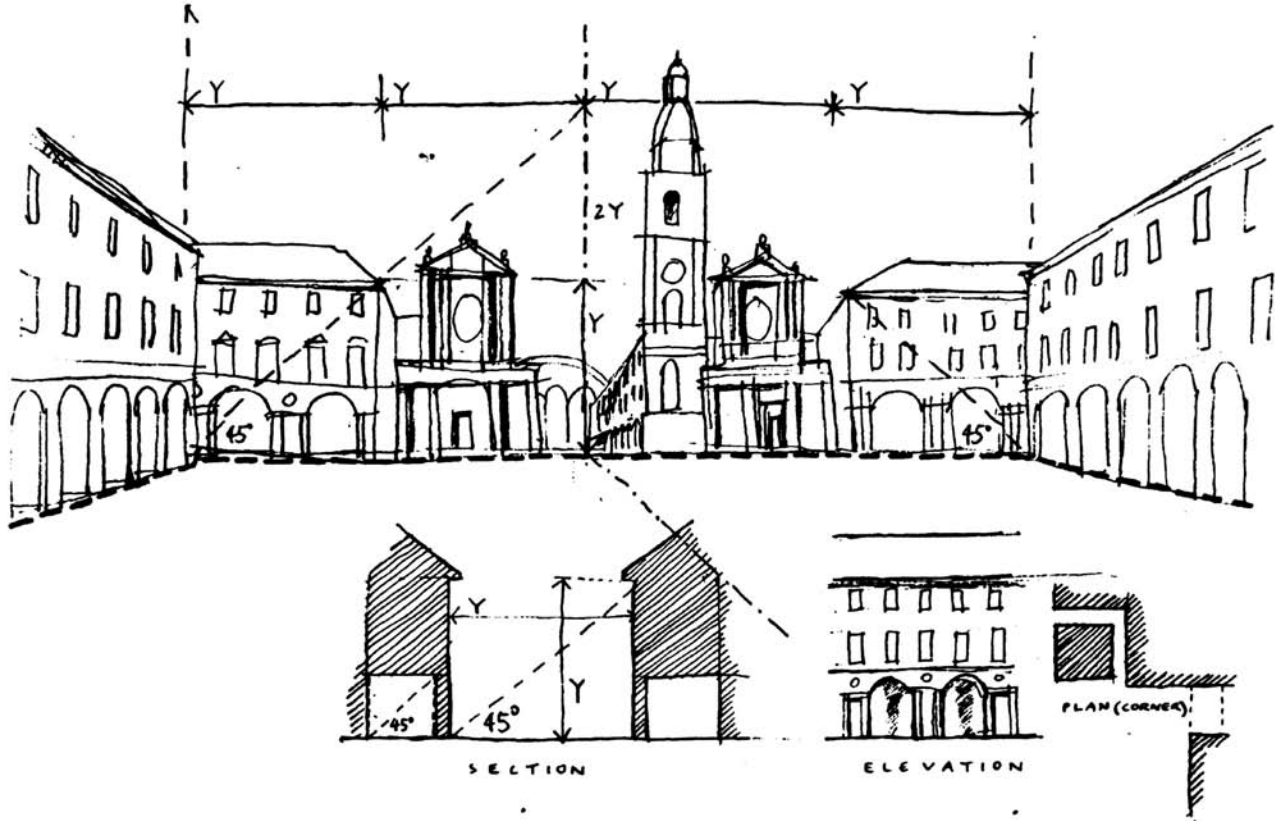 Y Y Y Y
2Y
Y
45° 45°
Y
Y
45° 45°
PLAN (CORNER)
SECTION ELEVATION